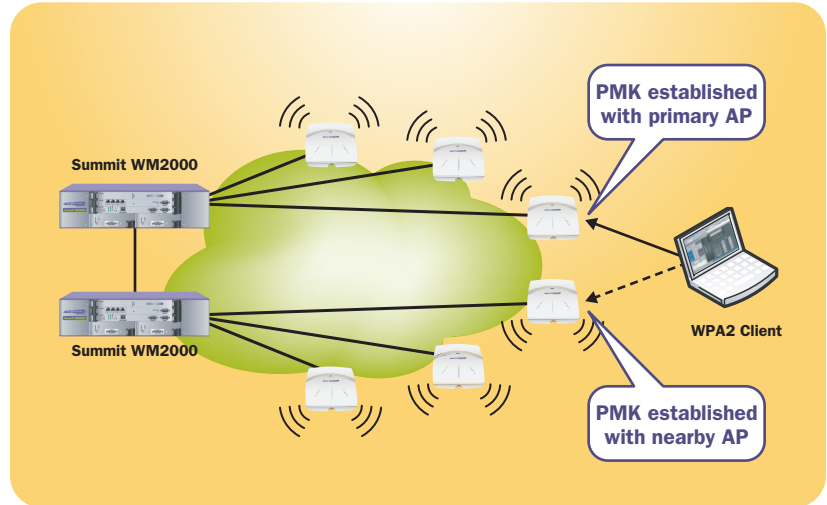 PMK established
with primary AP
Summit WM2000
Summit WM2000
WPA2 Client
PMK established
with nearby AP